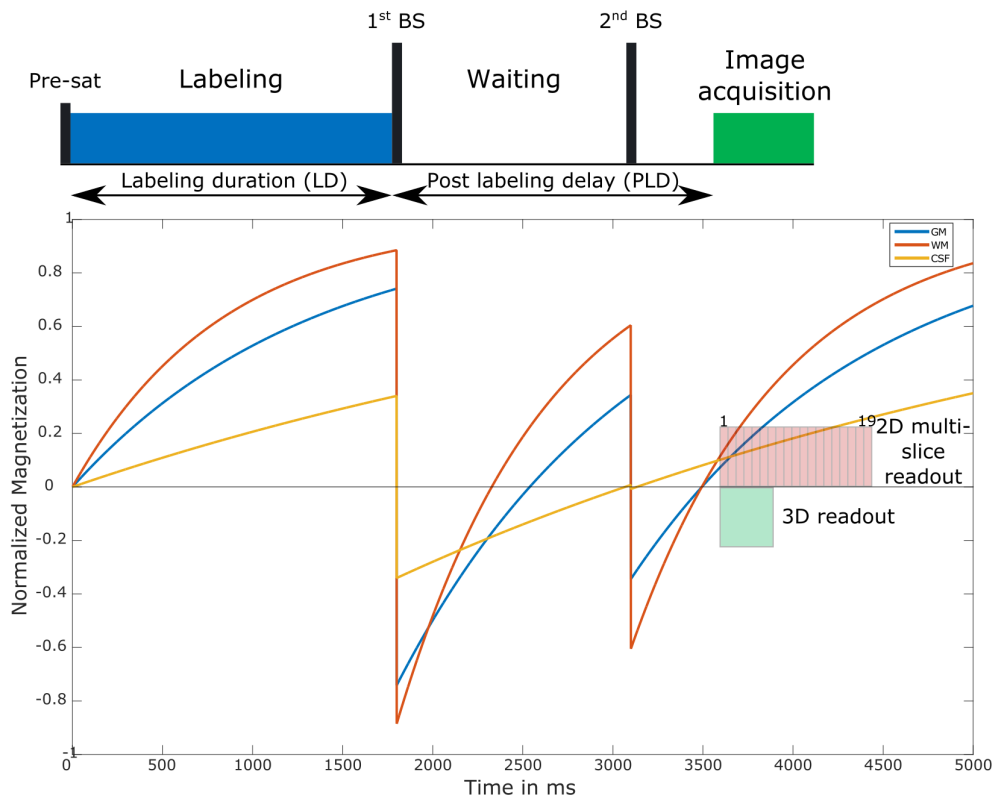 1st BS
2nd BS
Pre-sat
Labeling
Waiting
Image
acquisition
Labeling duration (LD)
Post labeling delay (PLD)
Normalized Magnetization
1
0.8
0.6
0.4
0.2
0
-0.2
-0.4
-0.6
-0.8
-1
GM
WM
CSF
1
19
2D multi-
slice
readout
3D readout
0
500
1000
1500
2000
2500
3000
3500
4000
4500
5000
Time in ms